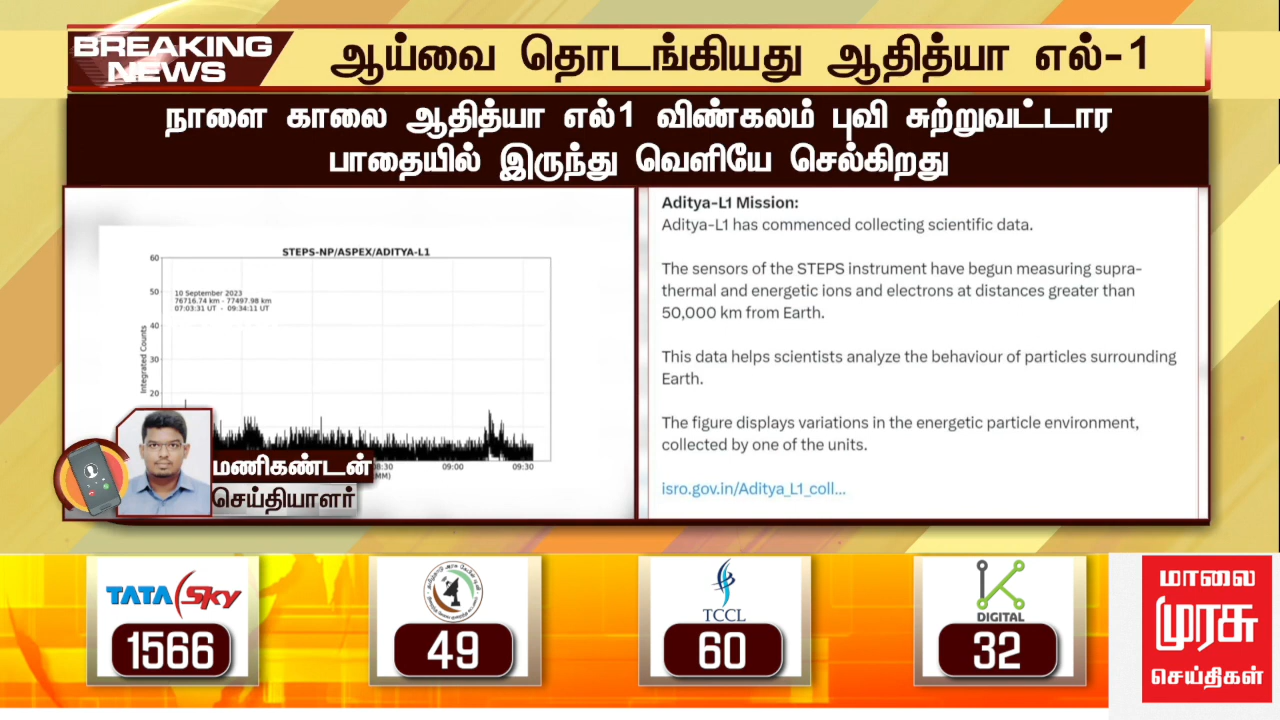 BREAKING NEWS
ஆய்வை தொடங்கியது ஆதித்யா எல்-1
நாளை காலை ஆதித்யா எல்1 விண்கலம் புவி சுற்றுவட்டார
பாதையில் இருந்து வெளியே செல்கிறது
STEPS-NP/ASPEX/ADITYA-L1
60
50
40
30
20
Integrated Counts
10 September 2023
76716.74 km - 77497.98 km
07:03:31 UT - 09:34:11 UT
08:30
09:00
09:30
மணிகண்டன்
செய்தியாளர்
Aditya-L1 Mission:
Aditya-L1 has commenced collecting scientific data.
The sensors of the STEPS instrument have begun measuring supra-
thermal and energetic ions and electrons at distances greater than
50,000 km from Earth.
This data helps scientists analyze the behaviour of particles surrounding
Earth.
The figure displays variations in the energetic particle environment,
collected by one of the units.
isro.gov.in/Aditya_L1_coll...
TATA Sky
1566
49
TCCL
60
K DIGITAL
32
மாலை
முரசு
செய்திகள்